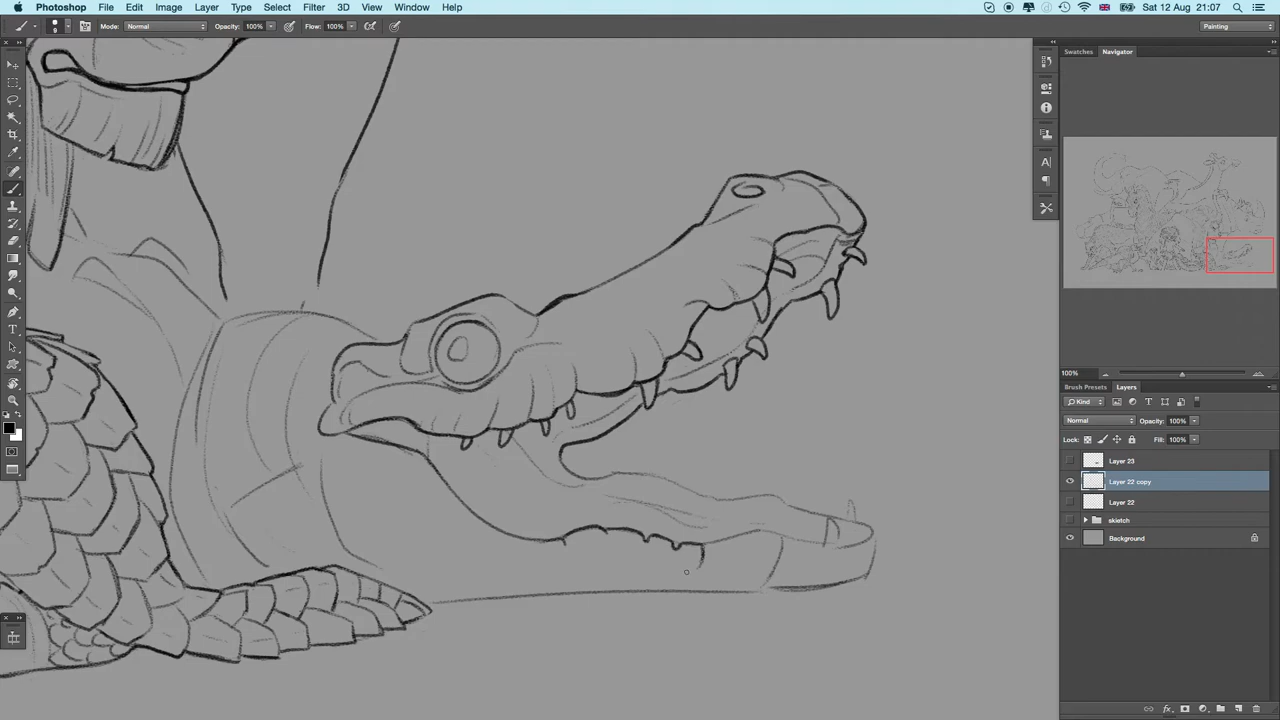 Photoshop File Edit Image Layer Type Select Filter 3D View Window Help Sat 12 Aug 21:07
Mode: Normal Opacity: 100% Flow: 100% Painting
Swatches Navigator
100%
Brush Presets Layers
Kind
Normal Opacity: 100%
Lock: Fill: 100%
Layer 23
Layer 22 copy
Layer 22
skietch
Background